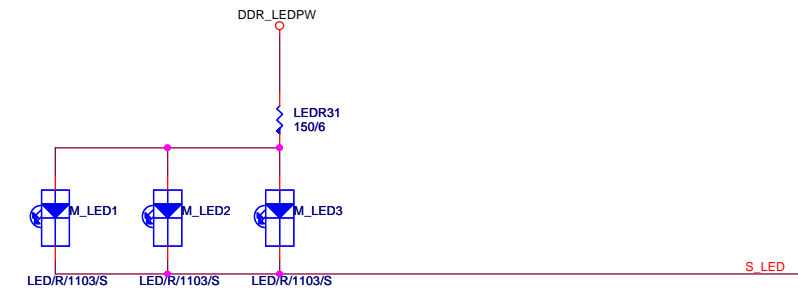 DDR_LEDPW
LEDR31
150/6
M_LED1 M_LED2 M_LED3
S_LED
LED/R/1103/S LED/R/1103/S LED/R/1103/S